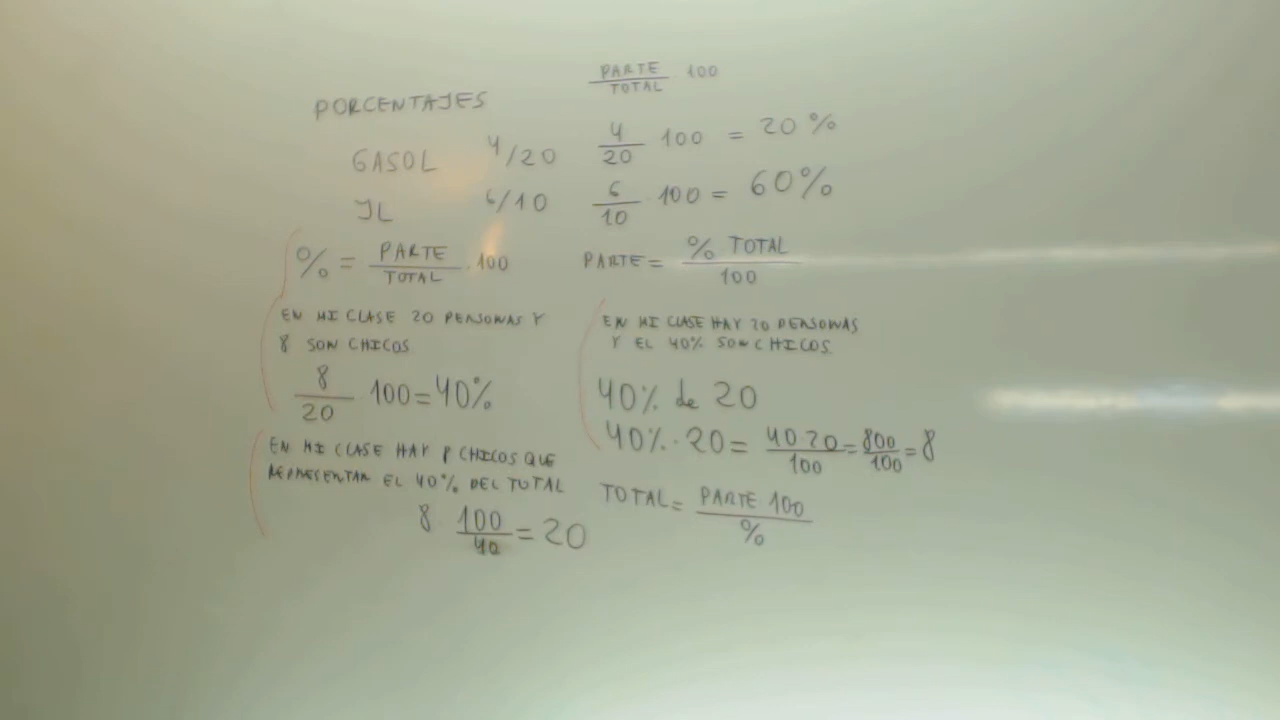 PORCENTAJES
PARTE
TOTAL · 100
GASOL 4/20 4/20 · 100 = 20 %
JL 6/10 6/10 · 100 = 60%
% = PARTE/TOTAL · 100
PARTE = % TOTAL/100
EN MI CLASE 20 PERSONAS Y
8 SON CHICOS
8/20 · 100 = 40%
EN MI CLASE HAY 20 PERSONAS
Y EL 40% SON CHICOS
40% de 20
40% · 20 = 40·20/100 = 800/100 = 8
EN MI CLASE HAY 8 CHICOS QUE
REPRESENTAN EL 40% DEL TOTAL
8 · 100/40 = 20
TOTAL = PARTE 100/%